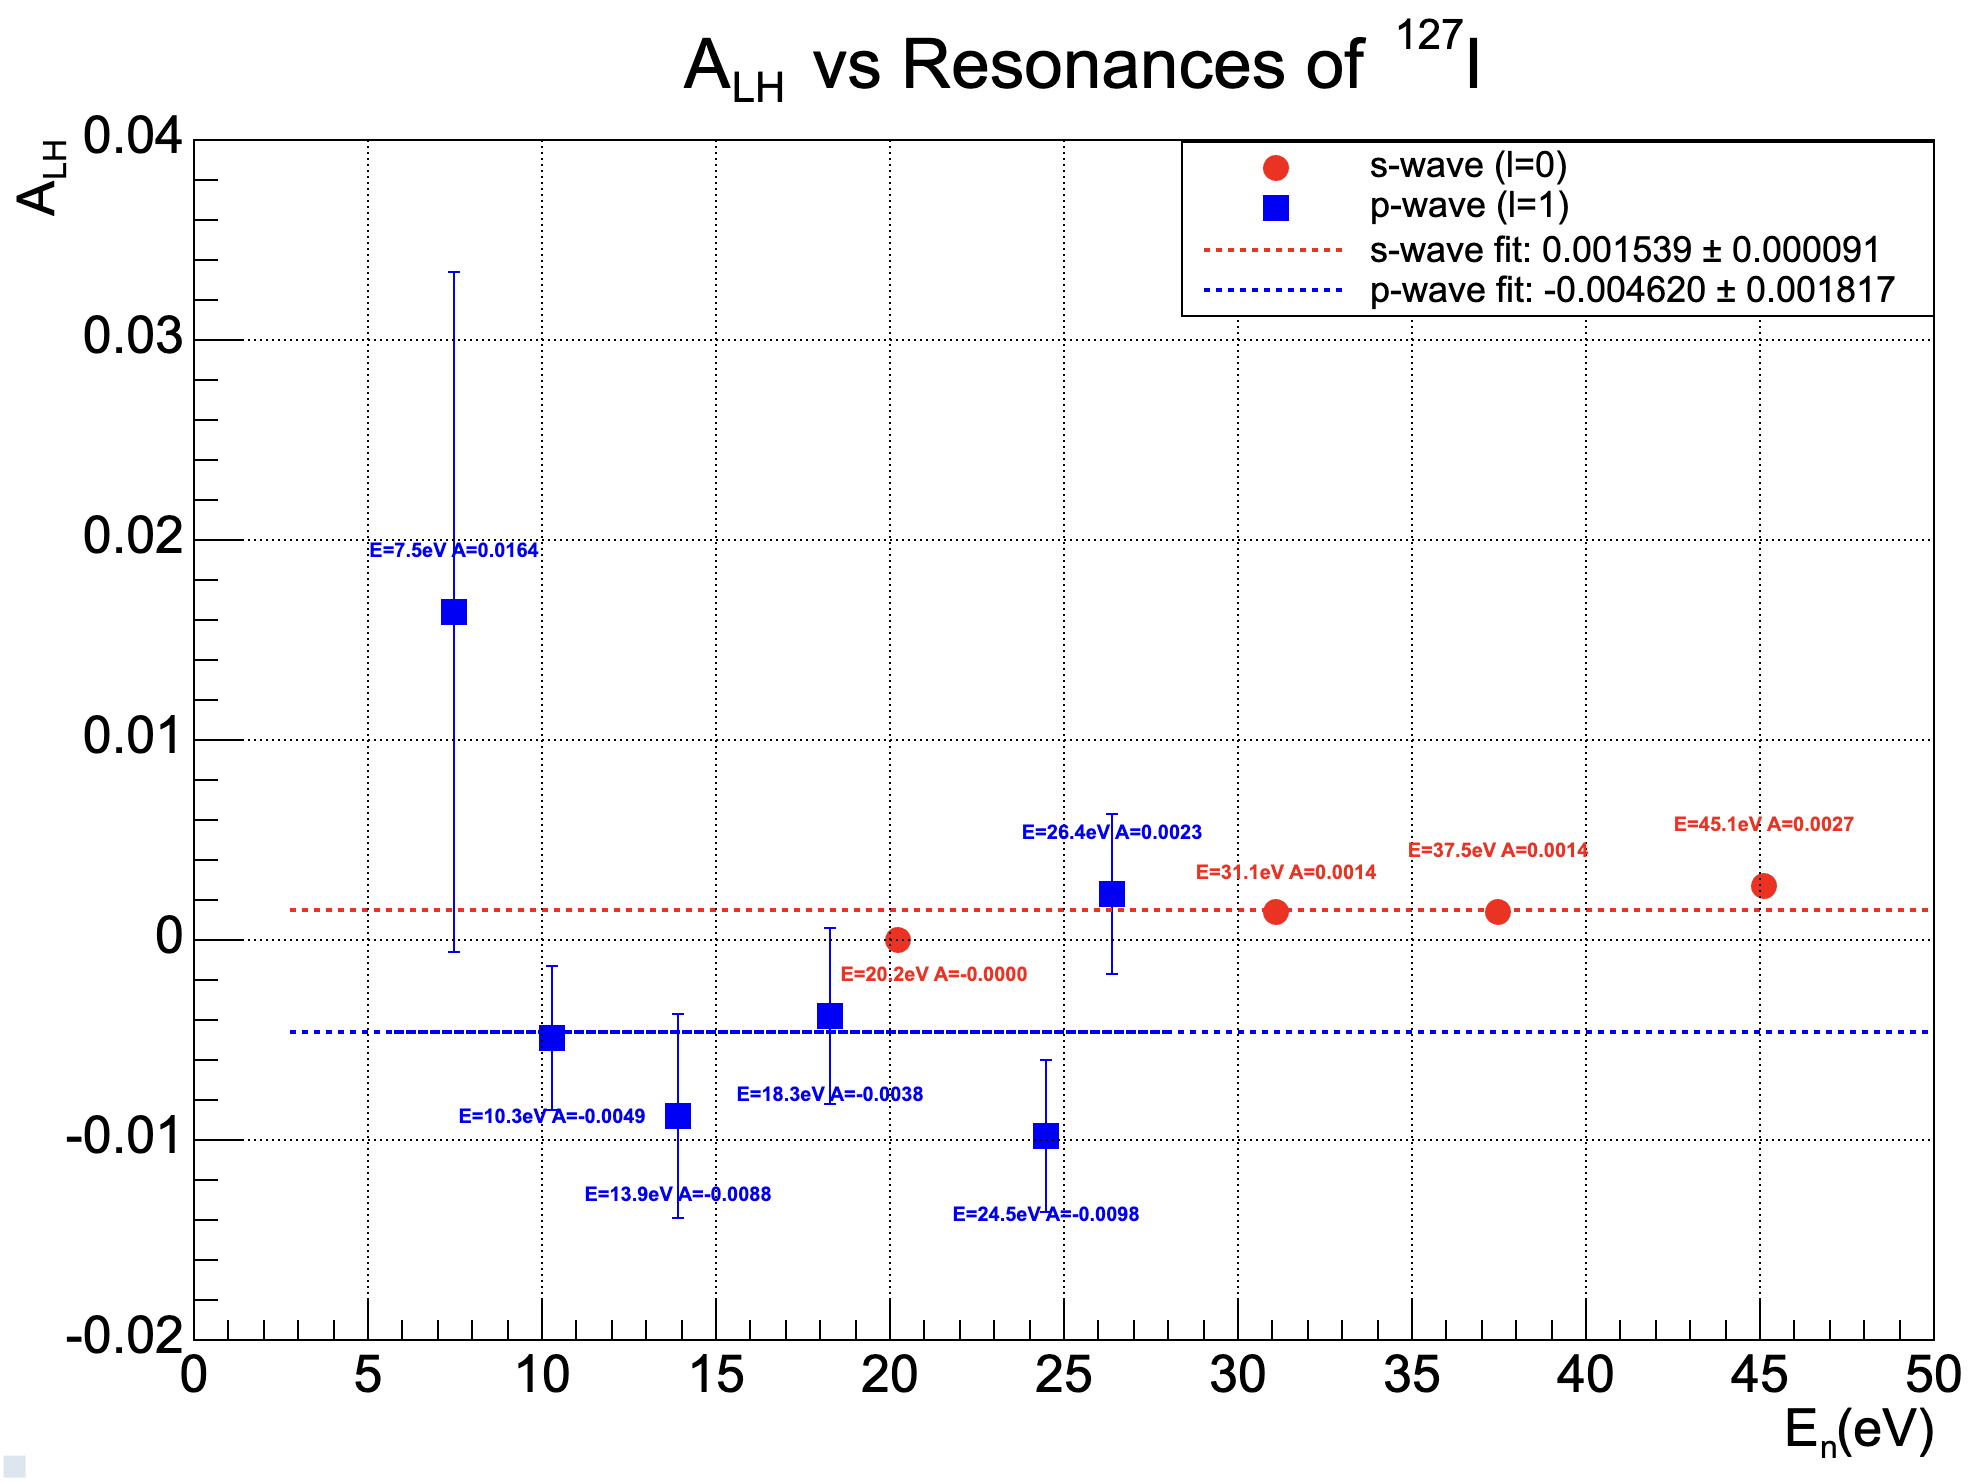 A_LH vs Resonances of ^127I
A_LH
0.04
0.03
0.02
0.01
0
-0.01
-0.02
s-wave (l=0)
p-wave (l=1)
s-wave fit: 0.001539 ± 0.000091
p-wave fit: -0.004620 ± 0.001817
E=7.5eV A=0.0164
E=10.3eV A=-0.0049
E=13.9eV A=-0.0088
E=18.3eV A=-0.0038
E=20.2eV A=-0.0000
E=24.5eV A=-0.0098
E=26.4eV A=0.0023
E=31.1eV A=0.0014
E=37.5eV A=0.0014
E=45.1eV A=0.0027
0 5 10 15 20 25 30 35 40 45 50
E_n(eV)